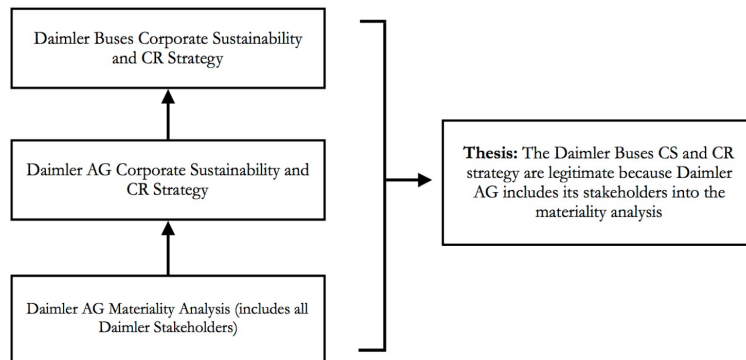 Daimler Buses Corporate Sustainability
and CR Strategy
Daimler AG Corporate Sustainability and
CR Strategy
Daimler AG Materiality Analysis (includes all
Daimler Stakeholders)
Thesis: The Daimler Buses CS and CR
strategy are legitimate because Daimler
AG includes its stakeholders into the
materiality analysis